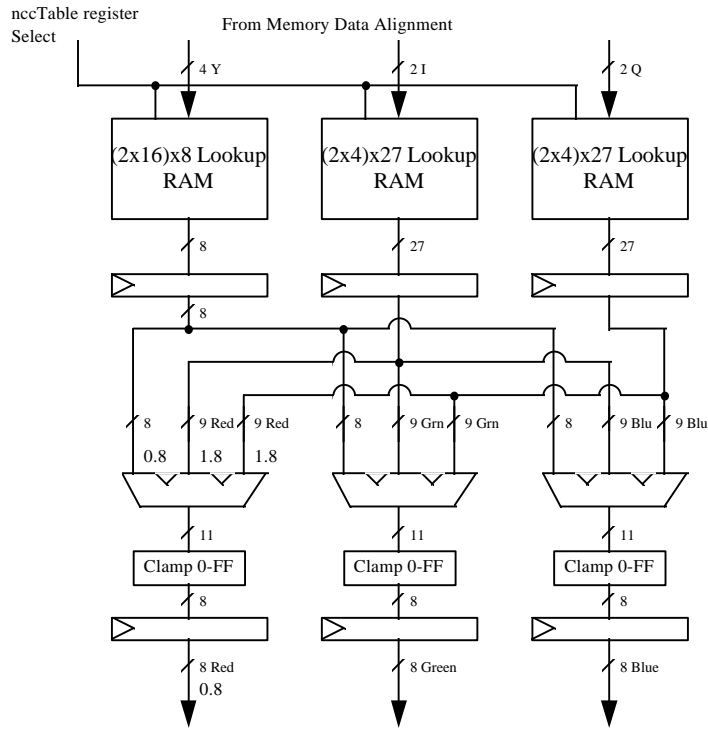 nccTable register
Select
From Memory Data Alignment
4 Y
2 I
2 Q
(2x16)x8 Lookup
RAM
(2x4)x27 Lookup
RAM
(2x4)x27 Lookup
RAM
8
27
27
8
8
9 Red
9 Red
8
9 Grn
9 Grn
8
9 Blu
9 Blu
0.8
1.8
1.8
11
11
11
Clamp 0-FF
Clamp 0-FF
Clamp 0-FF
8
8
8
8 Red
8 Green
8 Blue
0.8